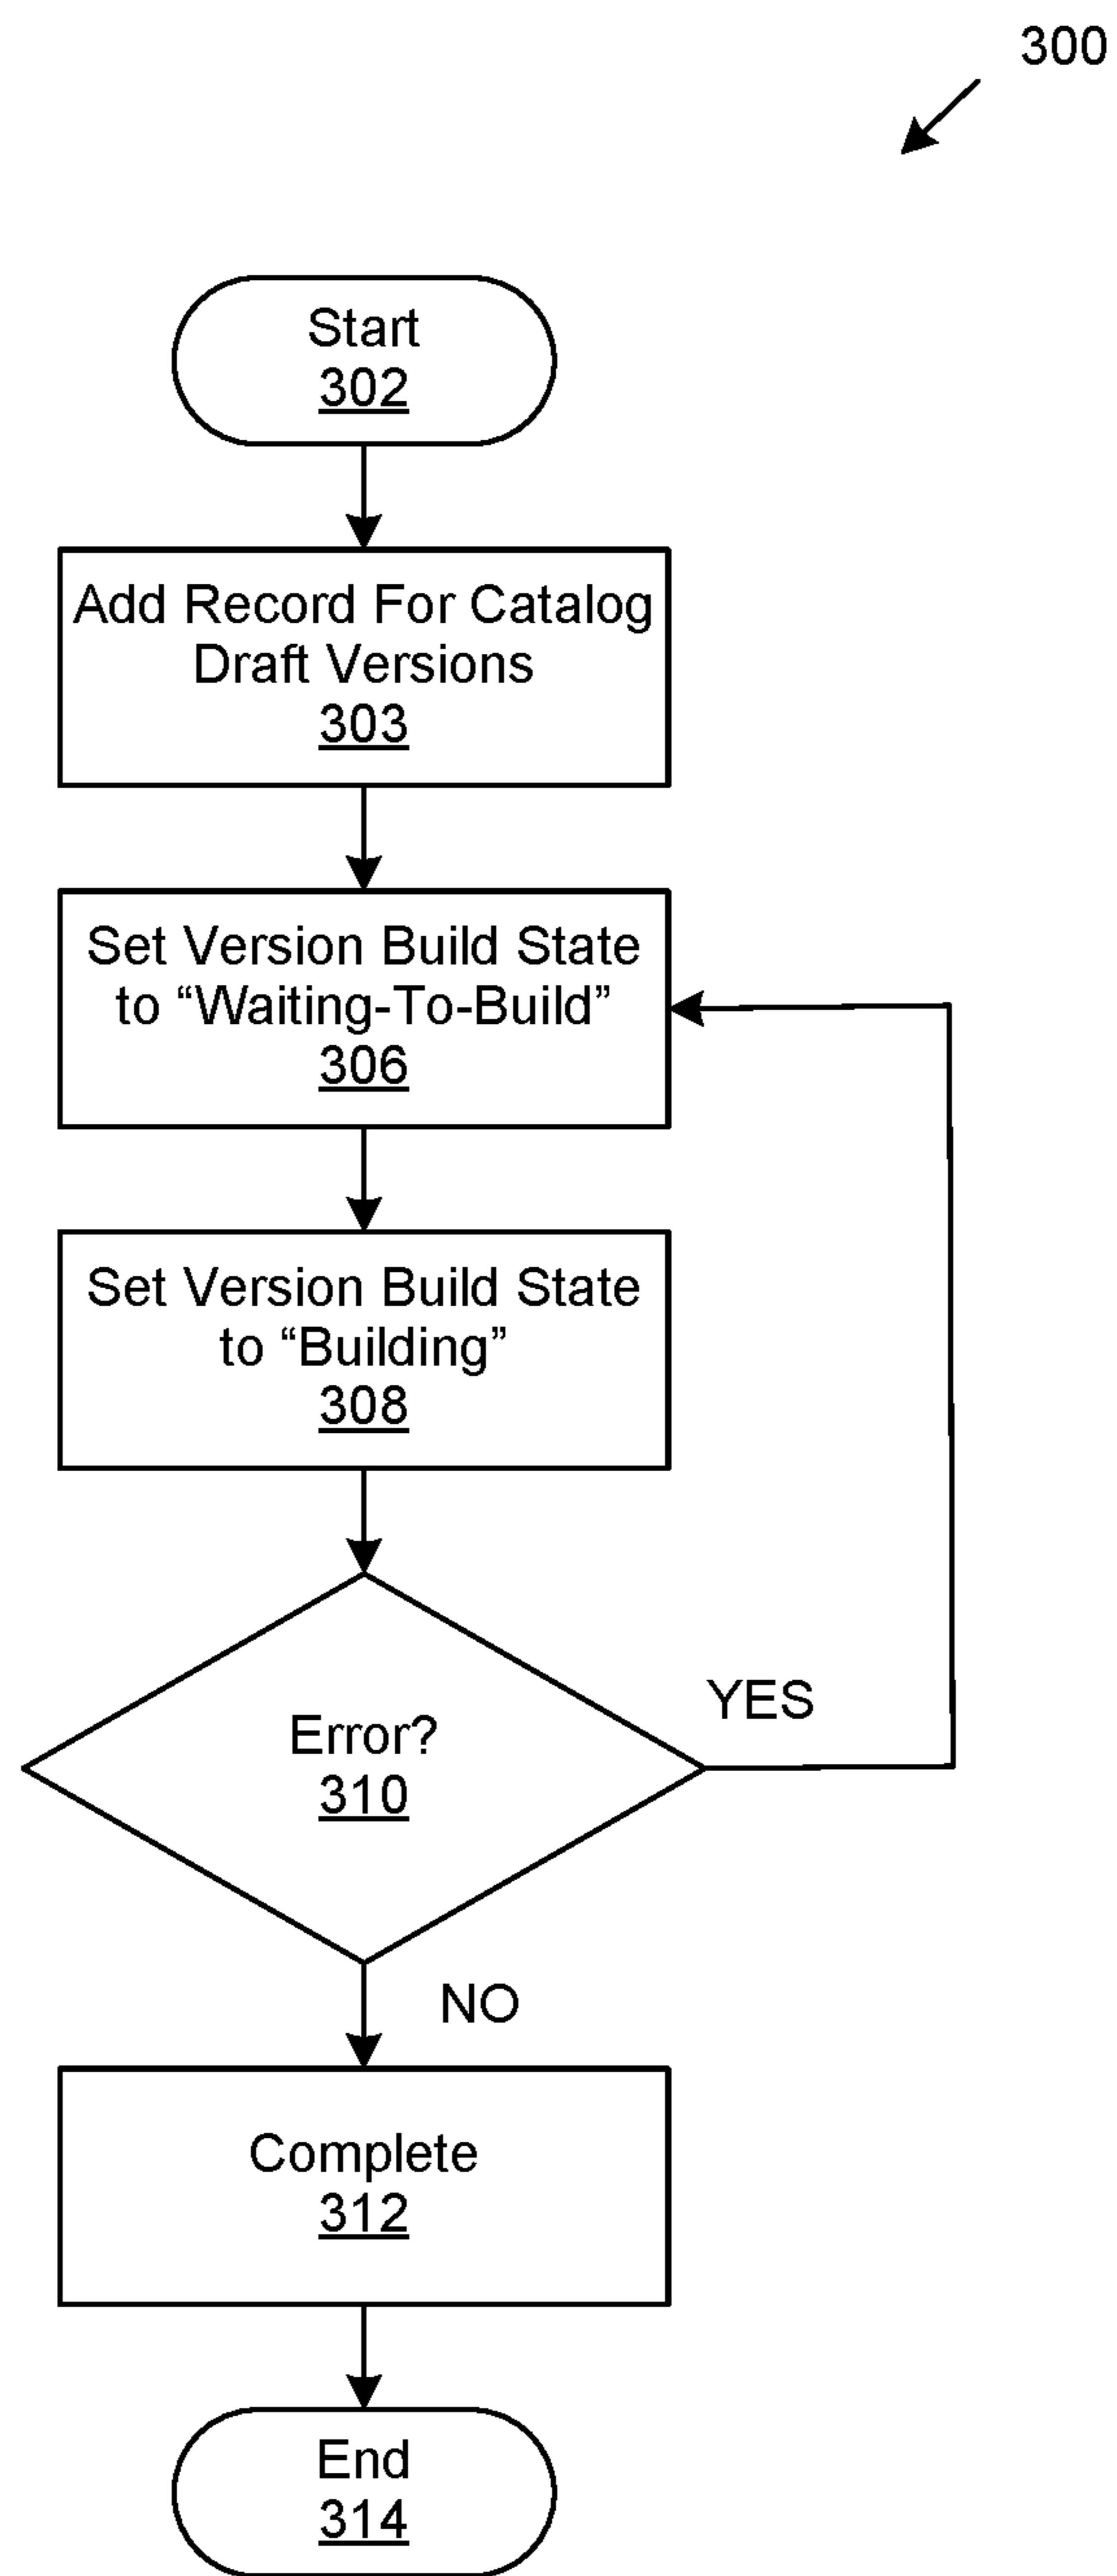 300
Start
302
Add Record For Catalog
Draft Versions
303
Set Version Build State
to “Waiting-To-Build”
306
Set Version Build State
to “Building”
308
Error?
310
YES
NO
Complete
312
End
314